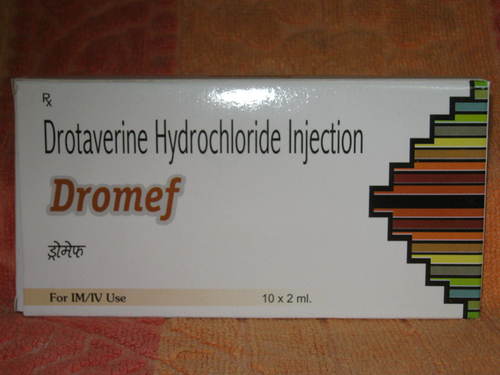 Rx
Drotaverine Hydrochloride Injection
Dromef
ड्रोमेफ
For IM/IV Use
10 x 2 ml.